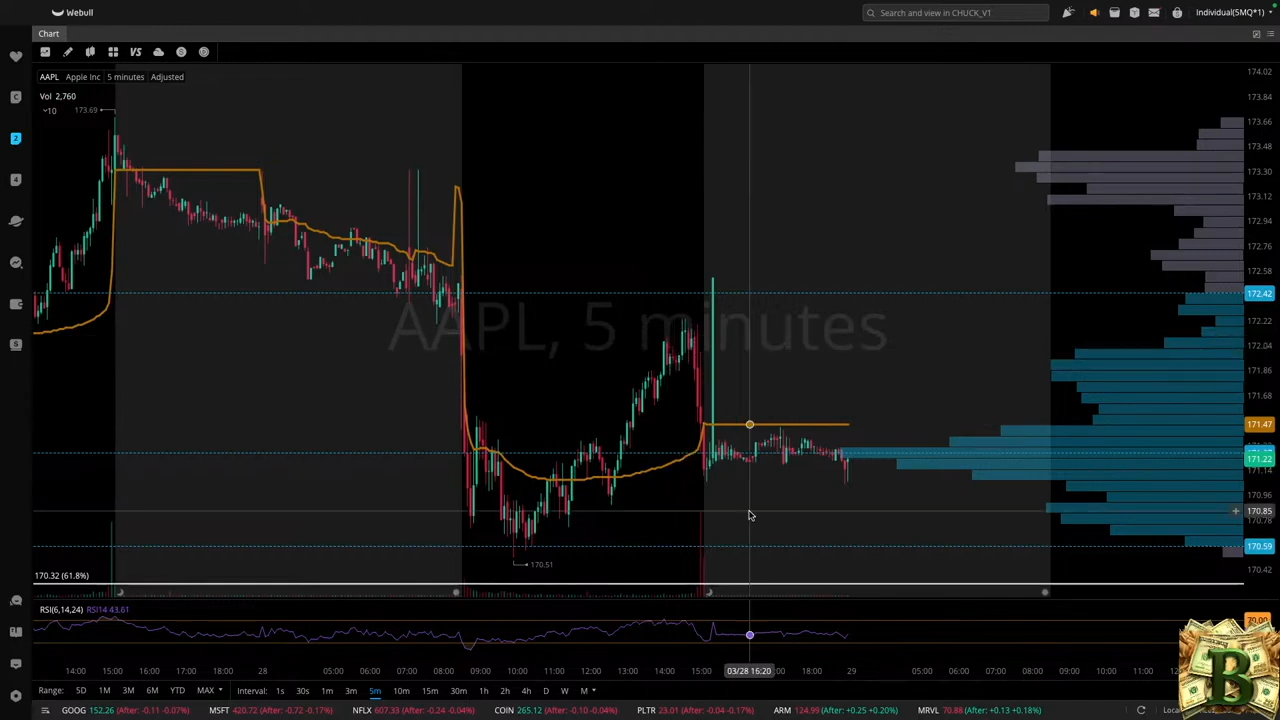 Webull
Search and view in CHUCK_V1
Individual(5MQ*1)
Chart
VS
AAPL Apple Inc 5 minutes Adjusted
Vol 2,760
10
173.69
AAPL, 5 minutes
170.51
170.32 (61.8%)
174.02
173.84
173.66
173.48
173.30
173.12
172.94
172.76
172.58
172.42
172.22
172.04
171.86
171.68
171.47
171.22
171.14
170.96
170.85
170.78
170.59
170.42
RSI(6,14,24) RSI14 43.61
70.00
14:00 15:00 16:00 17:00 18:00 28 05:00 06:00 07:00 08:00 09:00 10:00 11:00 12:00 13:00 14:00 15:00 03/28 16:20 18:00 29 05:00 06:00 07:00 08:00 09:00 10:00 11:00
Range: 5D 1M 3M 6M YTD MAX Interval: 1s 30s 1m 3m 5m 10m 15m 30m 1h 2h 4h D W M
GOOG 152.26 (After: -0.11 -0.07%) MSFT 420.72 (After: -0.72 -0.17%) NFLX 607.33 (After: -0.24 -0.04%) COIN 265.12 (After: -0.10 -0.04%) PLTR 23.01 (After: -0.04 -0.17%) ARM 124.99 (After: +0.25 +0.20%) MRVL 70.88 (After: +0.13 +0.18%)
B